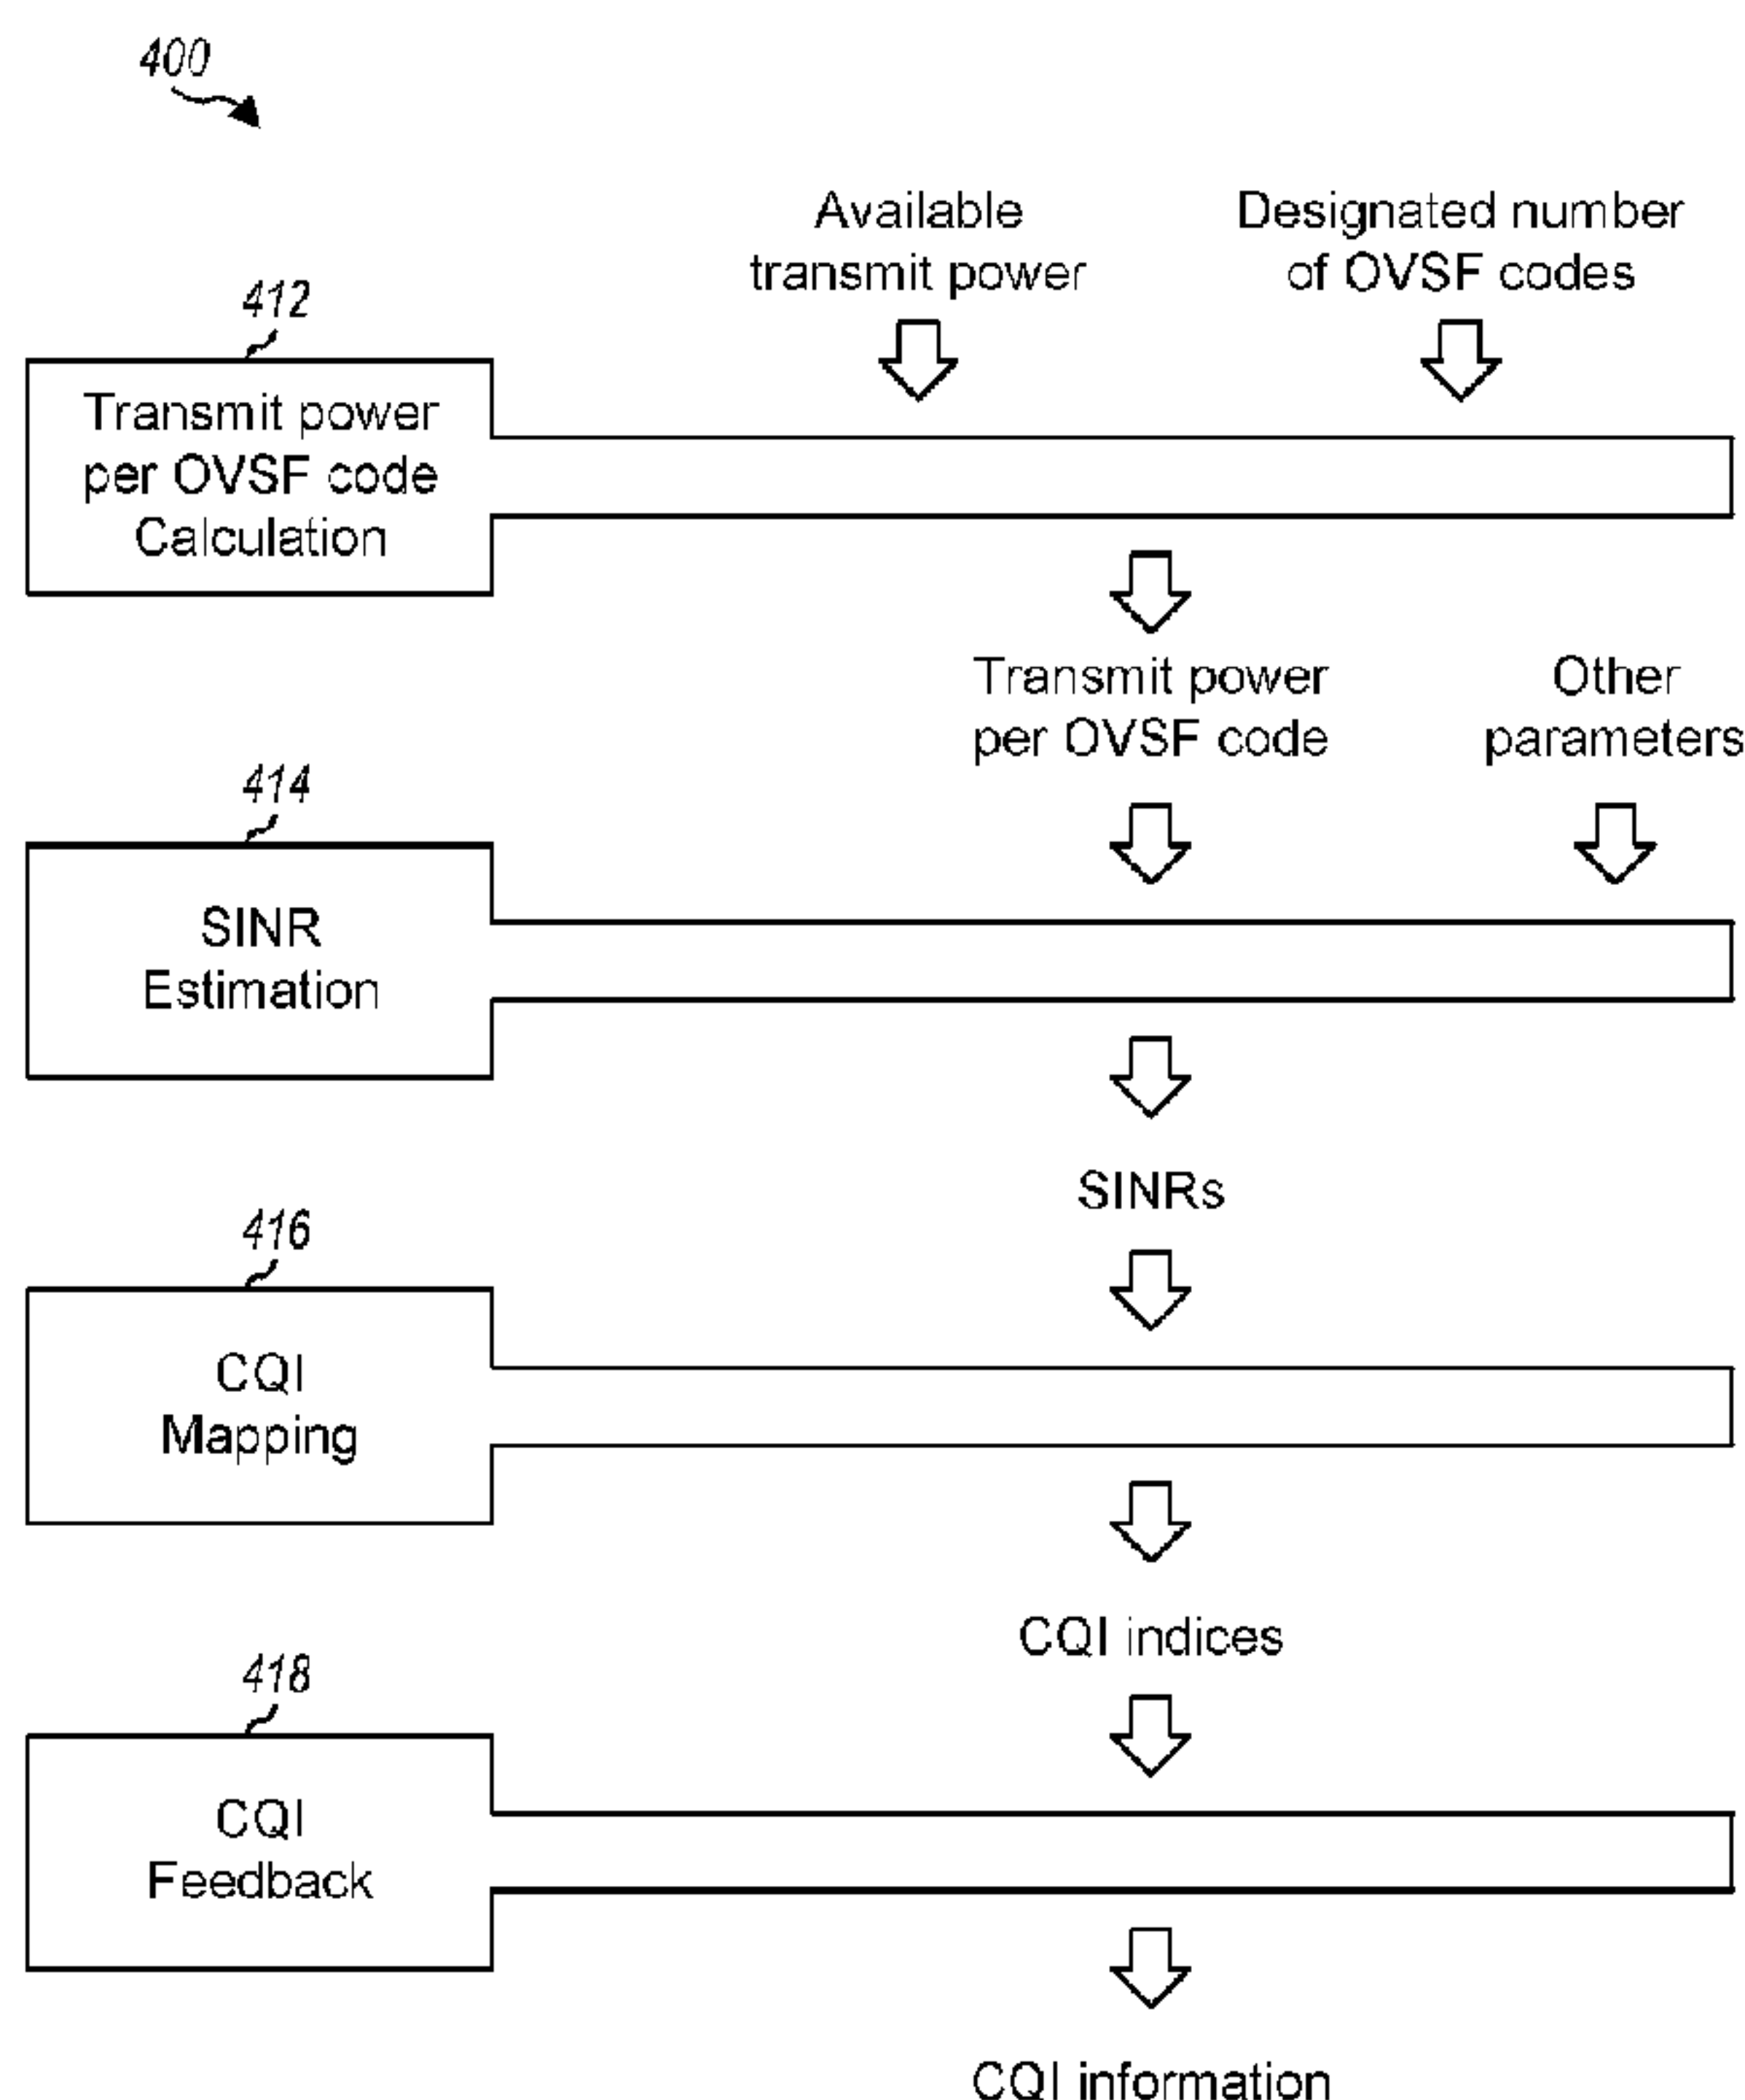 400
Available
transmit power
Designated number
of OVSF codes
412
Transmit power
per OVSF code
Calculation
Transmit power
per OVSF code
Other
parameters
414
SINR
Estimation
SINRs
416
CQI
Mapping
CQI indices
418
CQI
Feedback
CQI information